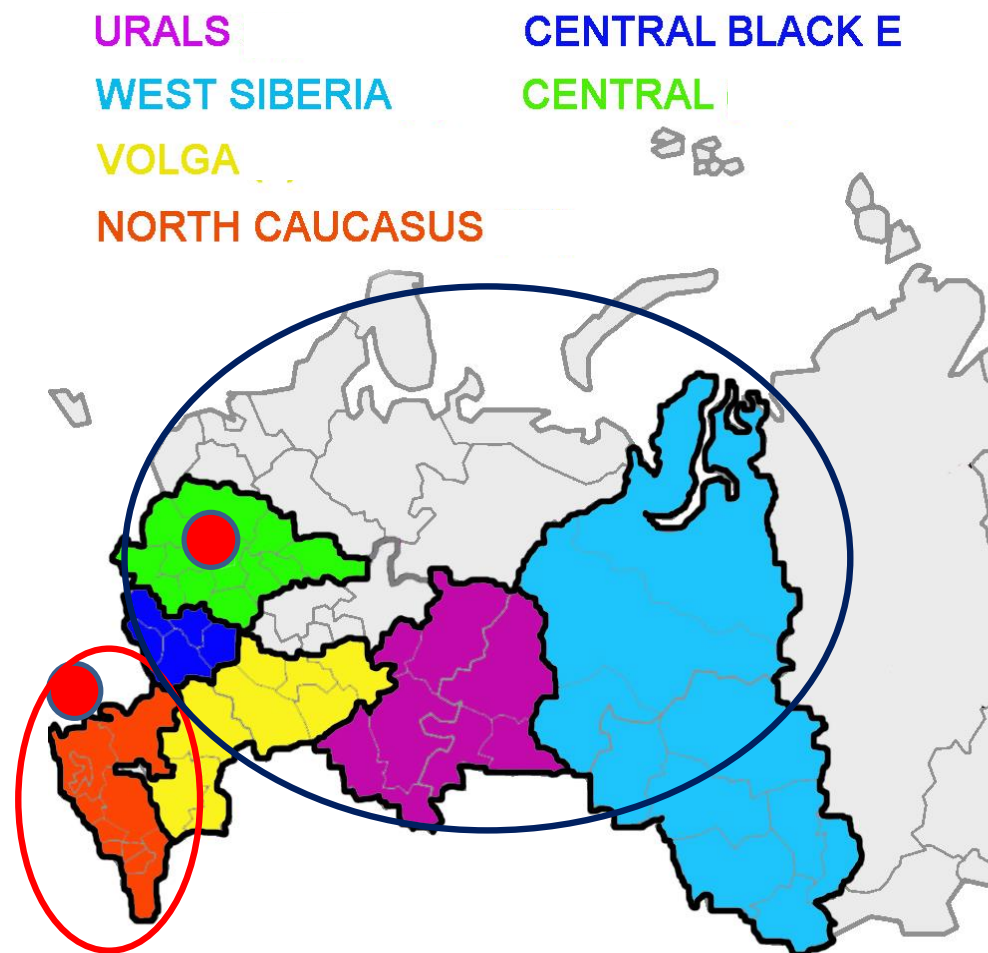 URALS
CENTRAL BLACK E
WEST SIBERIA
CENTRAL
VOLGA
NORTH CAUCASUS